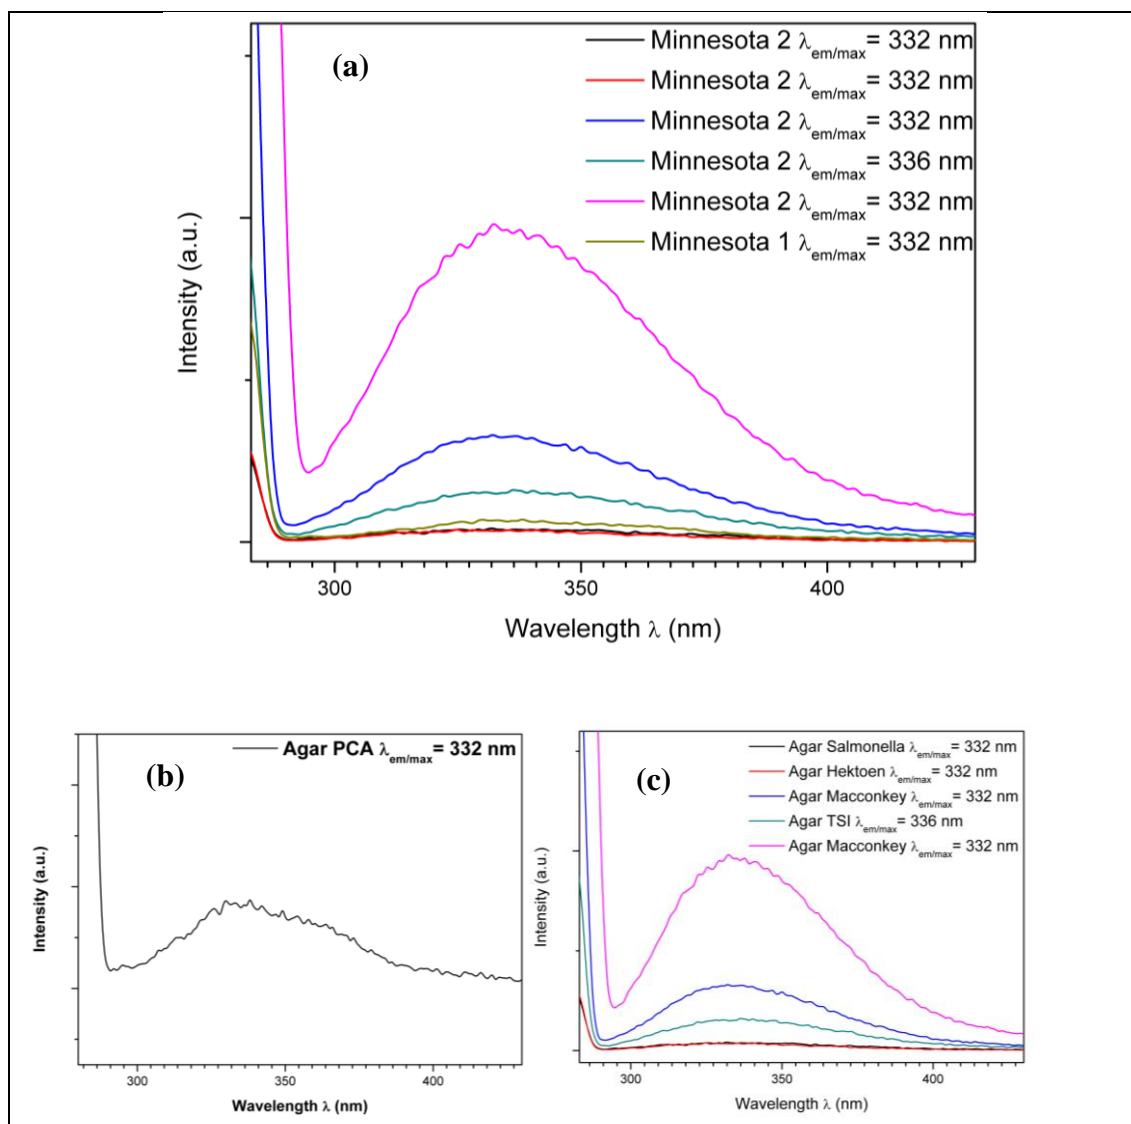 (a)
Minnesota 2 λem/max= 332 nm
Minnesota 2 λem/max= 332 nm
Minnesota 2 λem/max= 332 nm
Minnesota 2 λem/max= 336 nm
Minnesota 2 λem/max= 332 nm
Minnesota 1 λem/max= 332 nm
Intensity (a.u.)
300 350 400
Wavelength λ (nm)
(b)
Agar PCA λem/max= 332 nm
Intensity (a.u.)
300 350 400
Wavelength λ (nm)
(c)
Agar Salmonella λem/max= 332 nm
Agar Hektoen λem/max= 332 nm
Agar Macconkey λem/max= 332 nm
Agar TSI λem/max= 336 nm
Agar Macconkey λem/max= 332 nm
Intensity (a.u.)
300 350 400
Wavelength λ (nm)